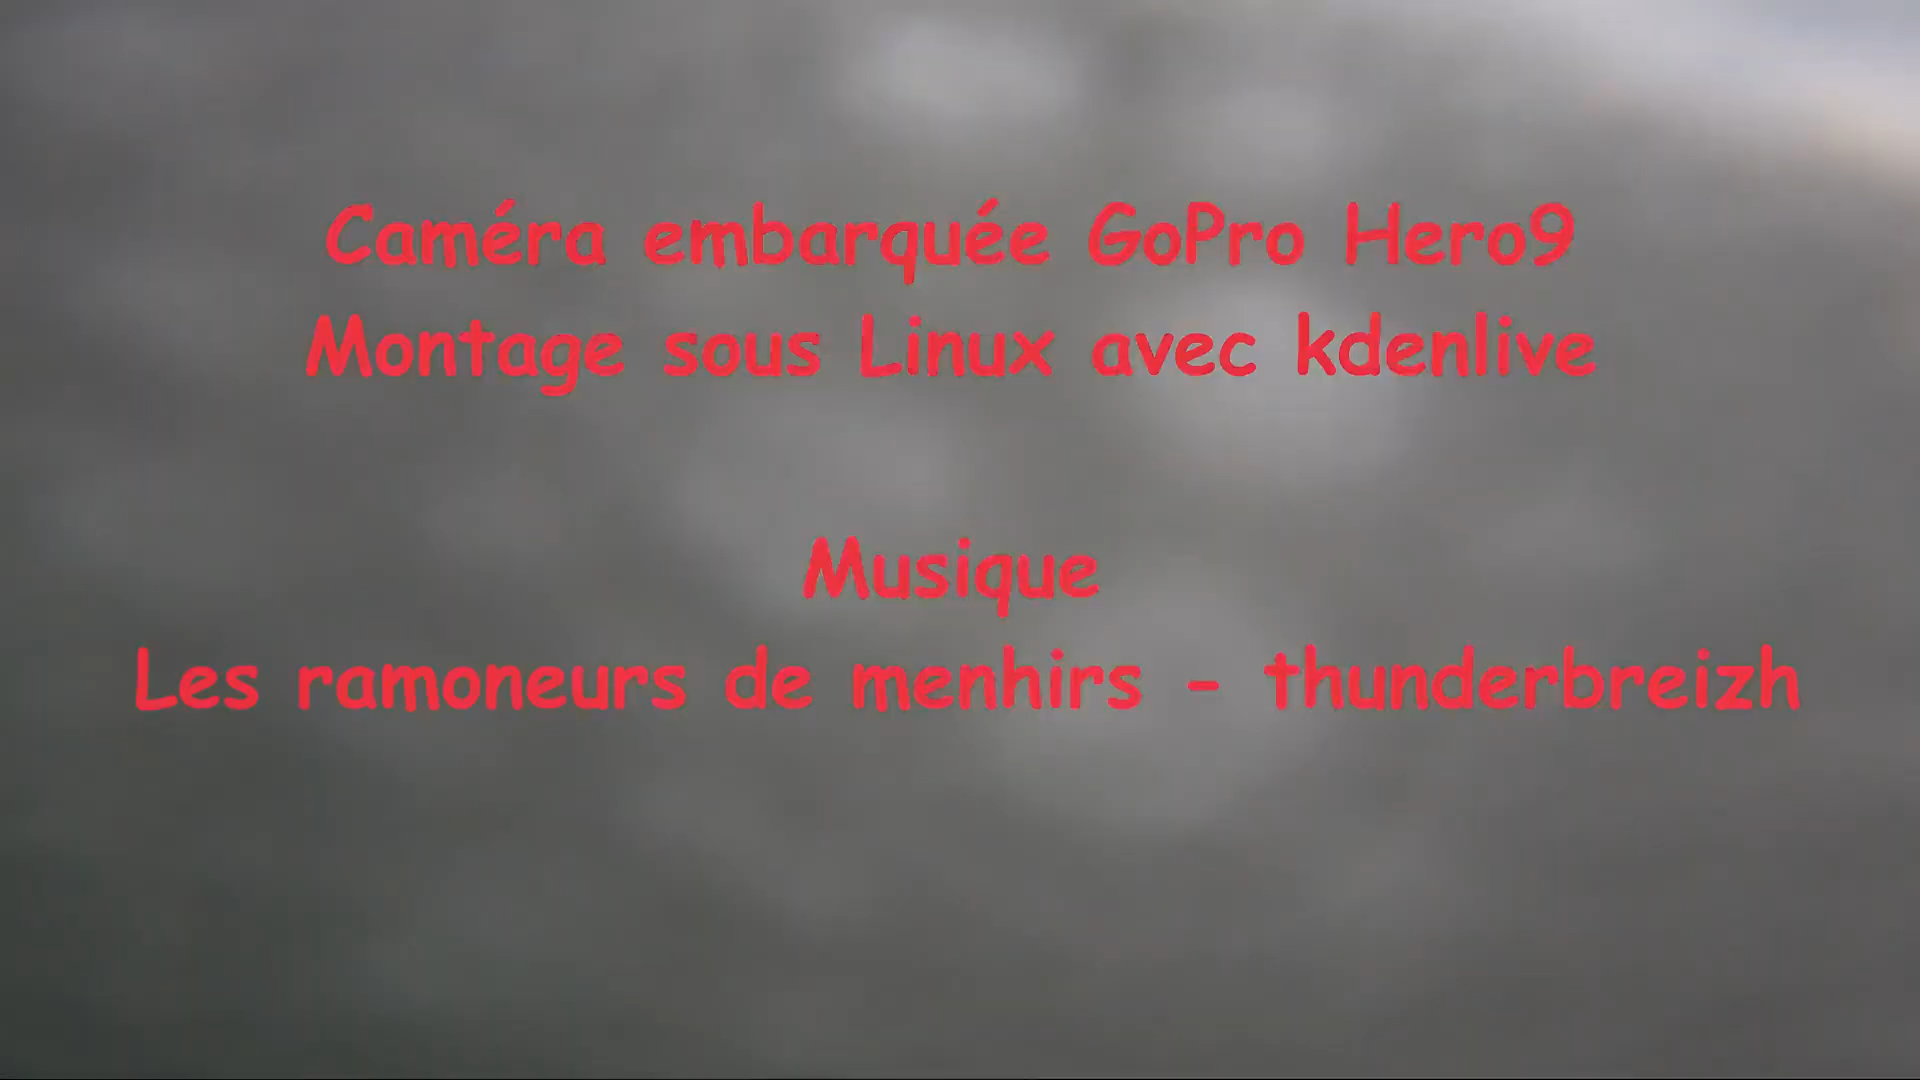 Caméra embarquée GoPro Hero9
Montage sous Linux avec kdenlive
Musique
Les ramoneurs de menhirs - thunderbreizh